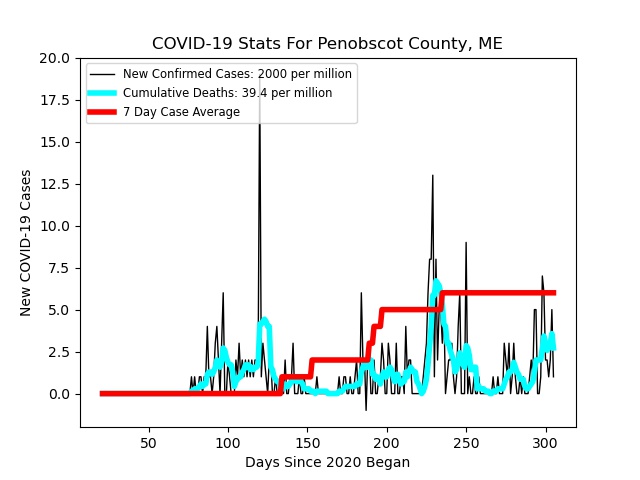 COVID-19 Stats For Penobscot County, ME
New Confirmed Cases: 2000 per million
Cumulative Deaths: 39.4 per million
7 Day Case Average
New COVID-19 Cases
20.0
17.5
15.0
12.5
10.0
7.5
5.0
2.5
0.0
50 100 150 200 250 300
Days Since 2020 Began